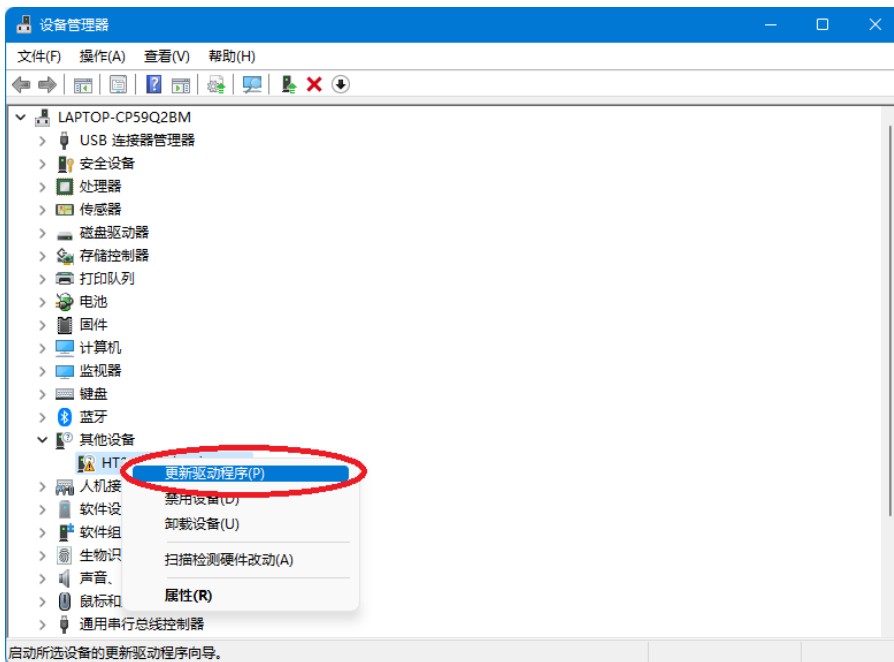 设备管理器
文件(F) 操作(A) 查看(V) 帮助(H)
LAPTOP-CP59Q2BM
USB 连接器管理器
安全设备
处理器
传感器
磁盘驱动器
存储控制器
打印队列
电池
固件
计算机
监视器
键盘
蓝牙
其他设备
更新驱动程序(P)
人机接
禁用设备(D)
软件设
卸载设备(U)
软件组
生物识
扫描检测硬件改动(A)
声音、
属性(R)
鼠标和
通用串行总线控制器
启动所选设备的更新驱动程序向导。